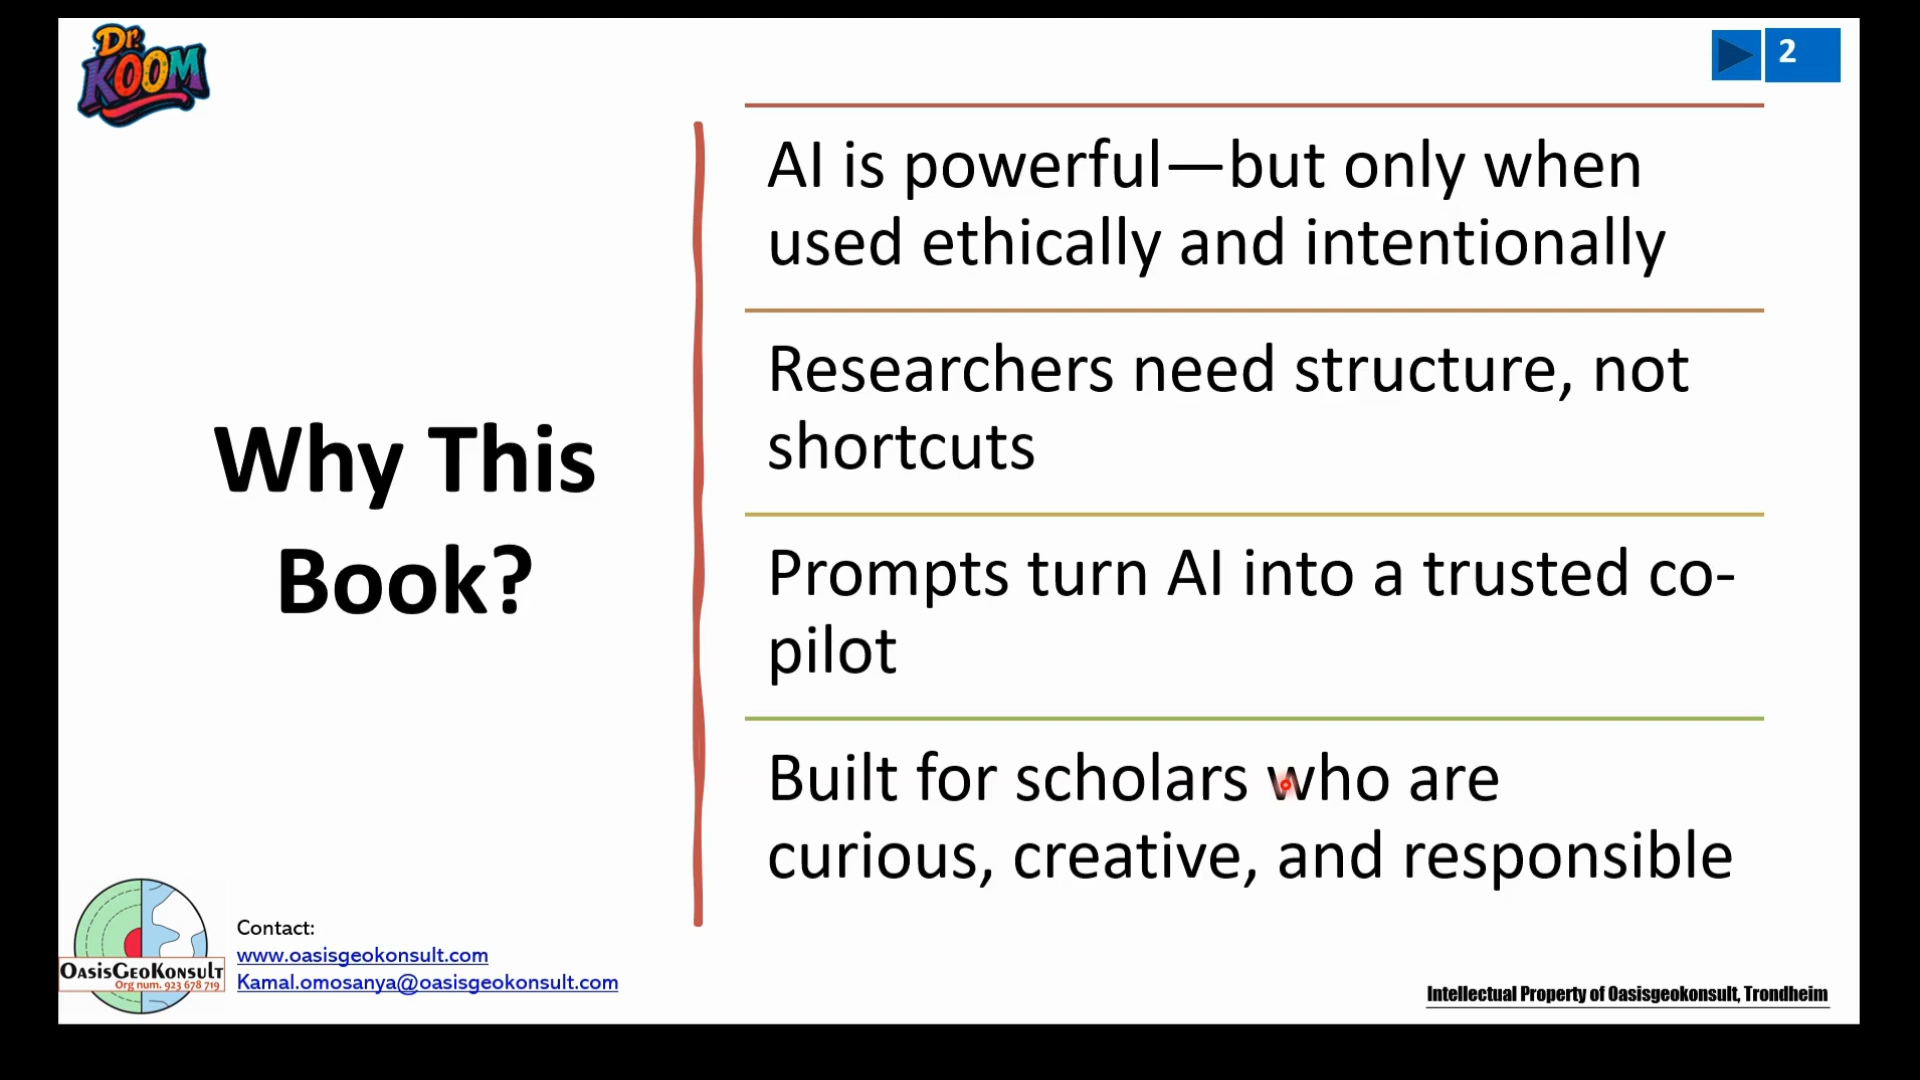 Dr.
KOOM
2
Why This
Book?
AI is powerful—but only when
used ethically and intentionally
Researchers need structure, not
shortcuts
Prompts turn AI into a trusted co-
pilot
Built for scholars who are
curious, creative, and responsible
OasisGeoKonsult
Org num. 923 678 719
Contact:
www.oasisgeokonsult.com
Kamal.omosanya@oasisgeokonsult.com
Intellectual Property of Oasisgeokonsult, Trondheim